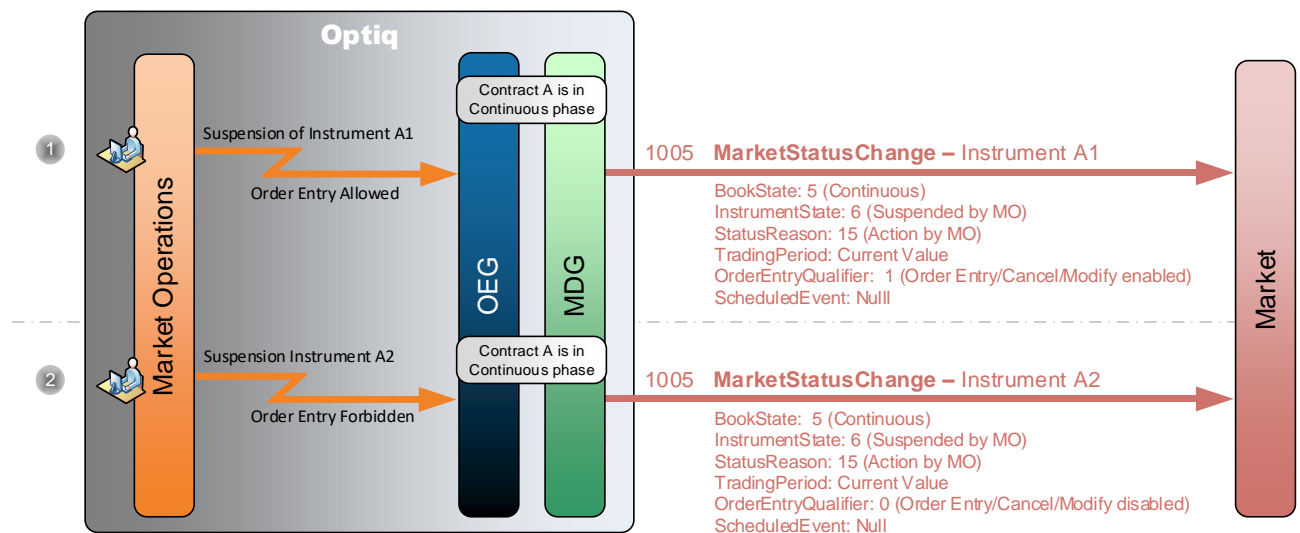 Optiq
Market Operations
OEG
MDG
Market
Contract A is in
Continuous phase
1
Suspension of Instrument A1
Order Entry Allowed
1005 MarketStatusChange – Instrument A1
BookState: 5 (Continuous)
InstrumentState: 6 (Suspended by MO)
StatusReason: 15 (Action by MO)
TradingPeriod: Current Value
OrderEntryQualifier: 1 (Order Entry/Cancel/Modify enabled)
ScheduledEvent: Nulll
Contract A is in
Continuous phase
2
Suspension Instrument A2
Order Entry Forbidden
1005 MarketStatusChange – Instrument A2
BookState: 5 (Continuous)
InstrumentState: 6 (Suspended by MO)
StatusReason: 15 (Action by MO)
TradingPeriod: Current Value
OrderEntryQualifier: 0 (Order Entry/Cancel/Modify disabled)
ScheduledEvent: Null